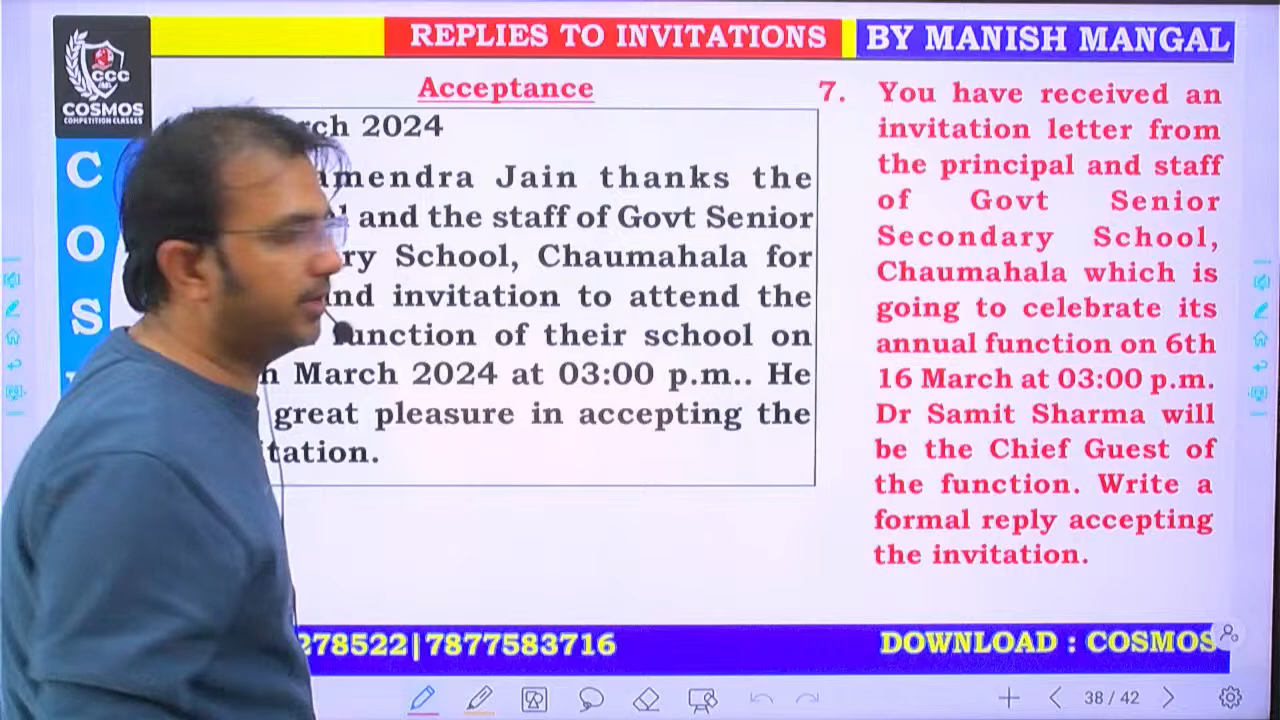 REPLIES TO INVITATIONS BY MANISH MANGAL
CCC
COSMOS
COMPETITION CLASSES
C
O
S
Acceptance
2024
Jain thanks the
and the staff of Govt Senior
School, Chaumahala for
invitation to attend the
function of their school on
March 2024 at 03:00 p.m.. He
great pleasure in accepting the
7. You have received an
invitation letter from
the principal and staff
of Govt Senior
Secondary School,
Chaumahala which is
going to celebrate its
annual function on 6th
16 March at 03:00 p.m.
Dr Samit Sharma will
be the Chief Guest of
the function. Write a
formal reply accepting
the invitation.
278522|7877583716 DOWNLOAD : COSMOS
38 / 42